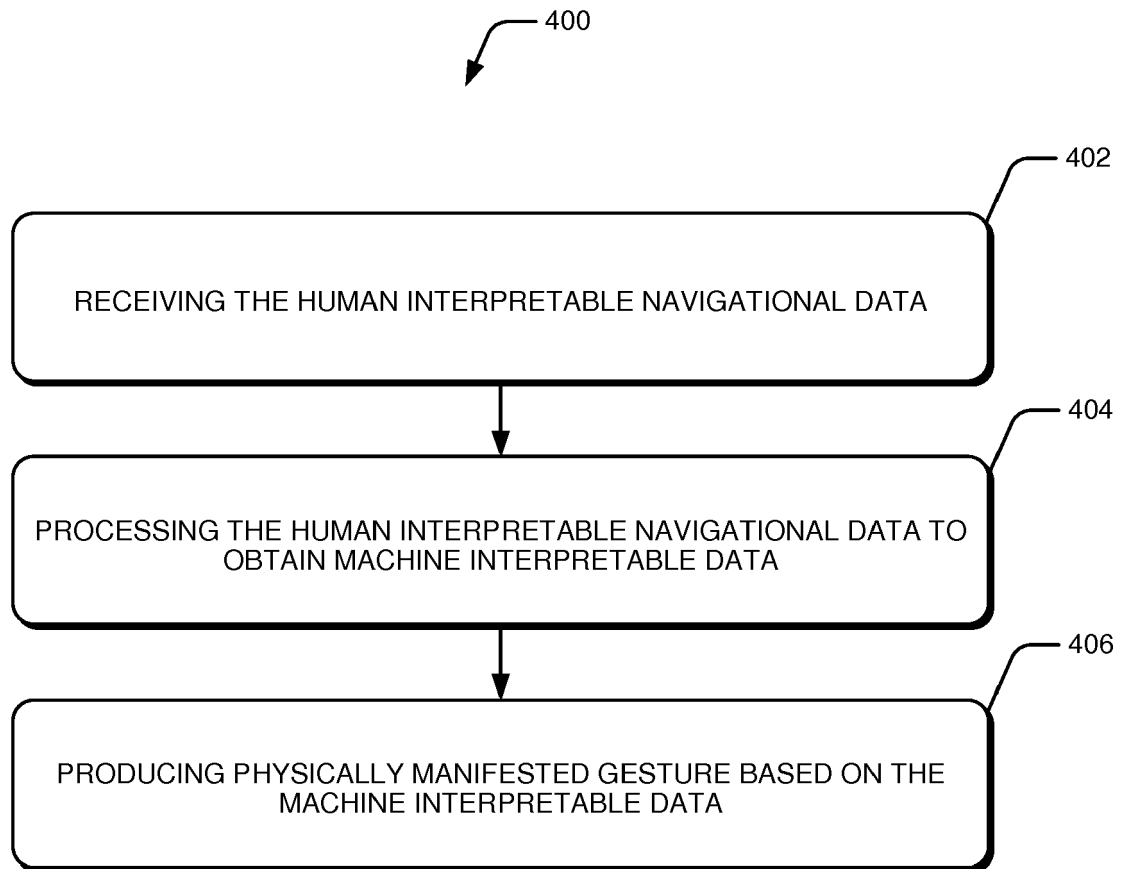 400
402
RECEIVING THE HUMAN INTERPRETABLE NAVIGATIONAL DATA
404
PROCESSING THE HUMAN INTERPRETABLE NAVIGATIONAL DATA TO
OBTAIN MACHINE INTERPRETABLE DATA
406
PRODUCING PHYSICALLY MANIFESTED GESTURE BASED ON THE
MACHINE INTERPRETABLE DATA